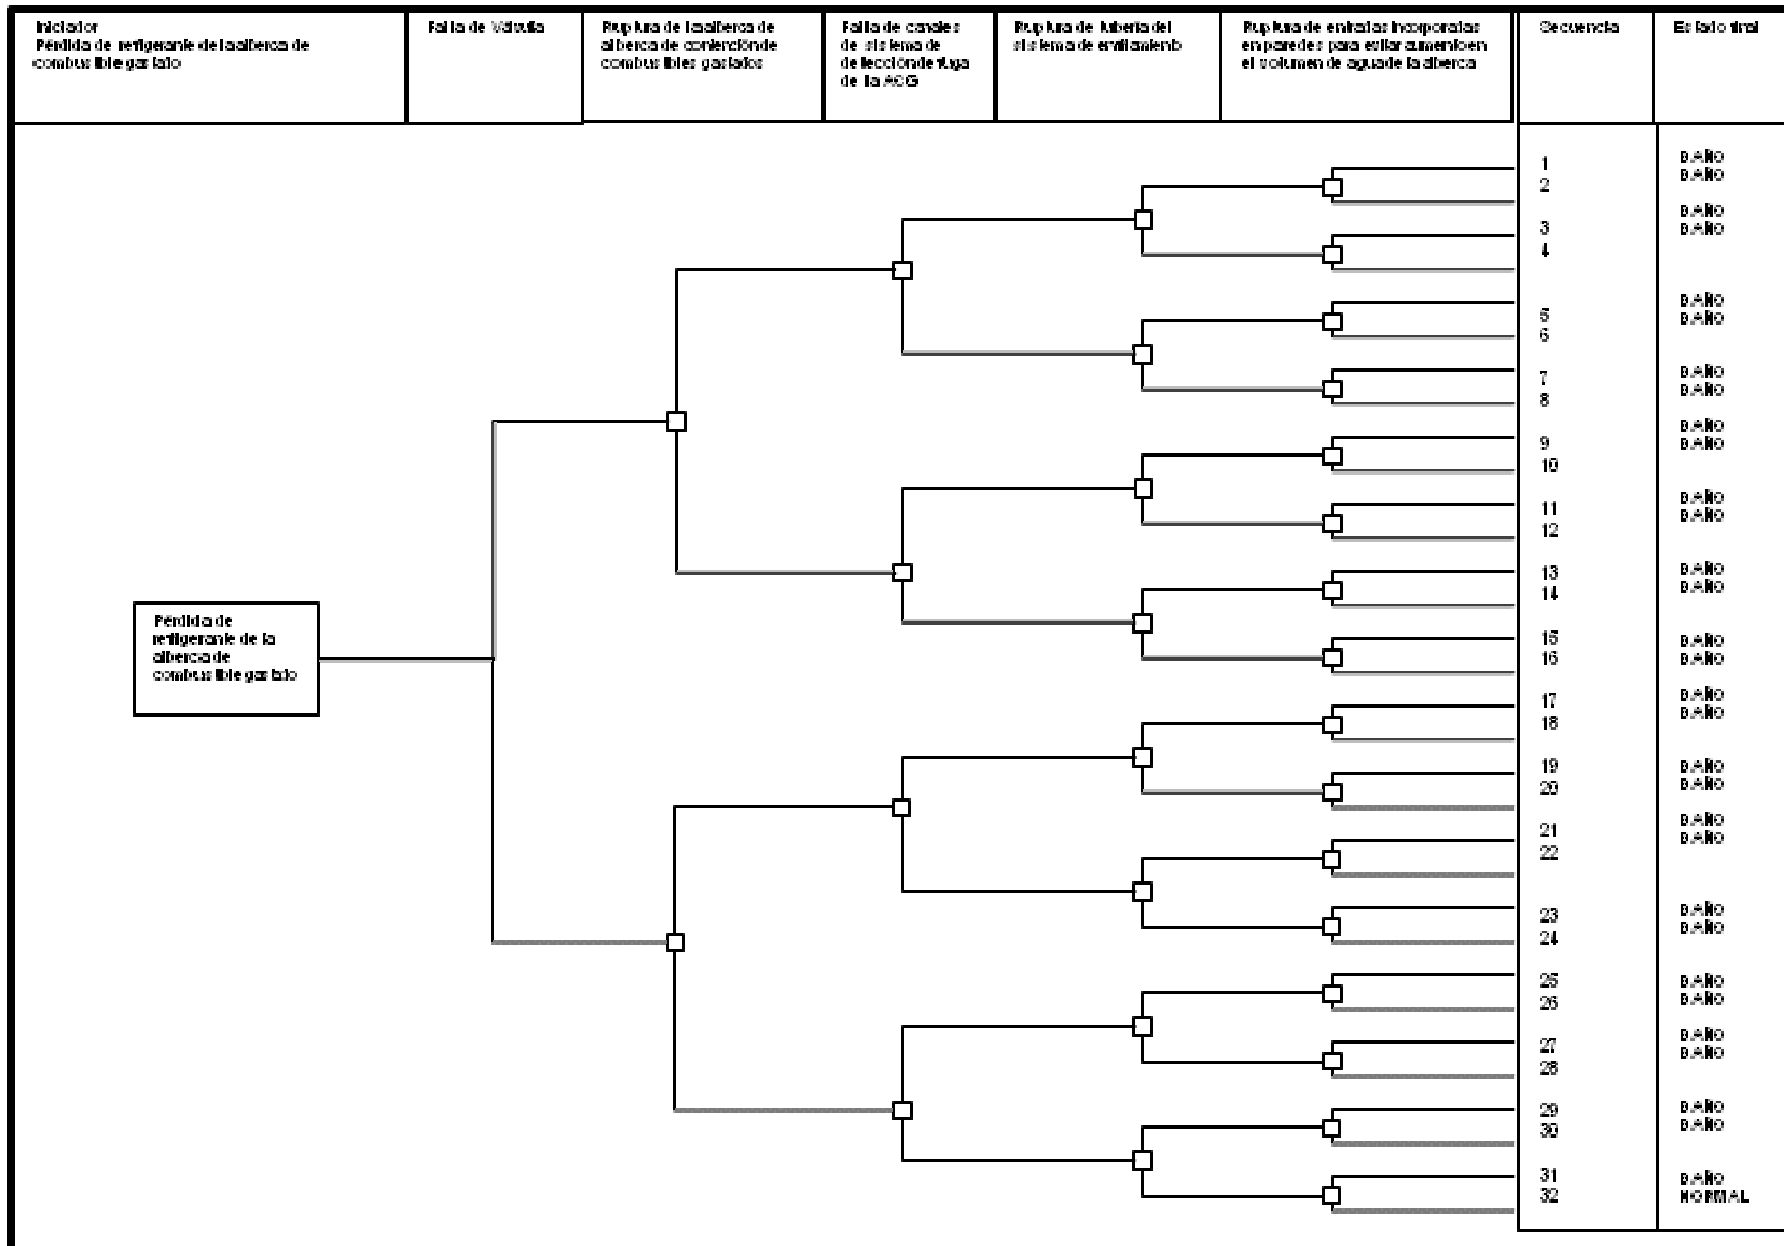 Iniciador
Pérdida de refrigerante de la alberca de
combustible gastado
Falla de Válvula
Ruptura de la alberca de
alberca de contención de
combustibles gastados
Falla de canales
de sistema de
detección de fuga
de la ACG
Ruptura de tubería del
sistema de enfriamiento
Ruptura de entradas incorporadas
en paredes para evitar aumento en
el volumen de agua de la alberca
Secuencia
Estado final
Pérdida de
refrigerante de la
alberca de
combustible gastado
1 DAÑO
2 DAÑO
3 DAÑO
4 DAÑO
5 DAÑO
6 DAÑO
7 DAÑO
8 DAÑO
9 DAÑO
10 DAÑO
11 DAÑO
12 DAÑO
13 DAÑO
14 DAÑO
15 DAÑO
16 DAÑO
17 DAÑO
18 DAÑO
19 DAÑO
20 DAÑO
21 DAÑO
22 DAÑO
23 DAÑO
24 DAÑO
25 DAÑO
26 DAÑO
27 DAÑO
28 DAÑO
29 DAÑO
30 DAÑO
31 DAÑO
32 NORMAL